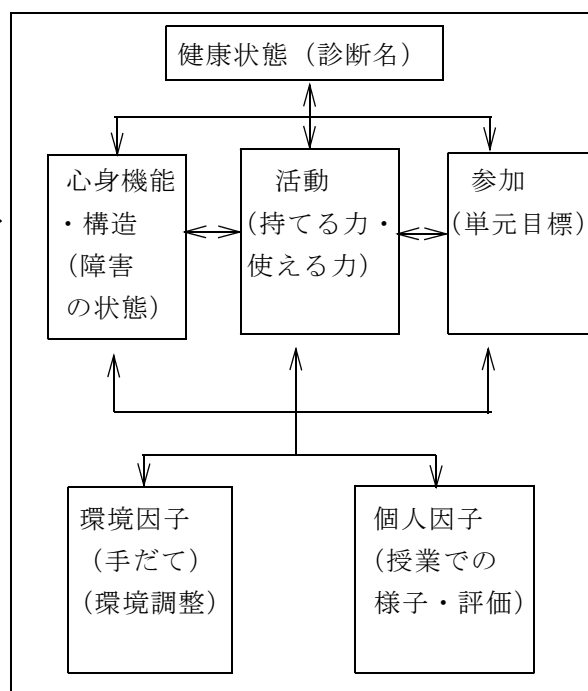 健康状態（診断名）
心身機能
・構造
(障害
の状態）
活動
(持てる力・
使える力）
参加
(単元目標)
環境因子
（手だて）
（環境調整）
個人因子
(授業での
様子・評価）